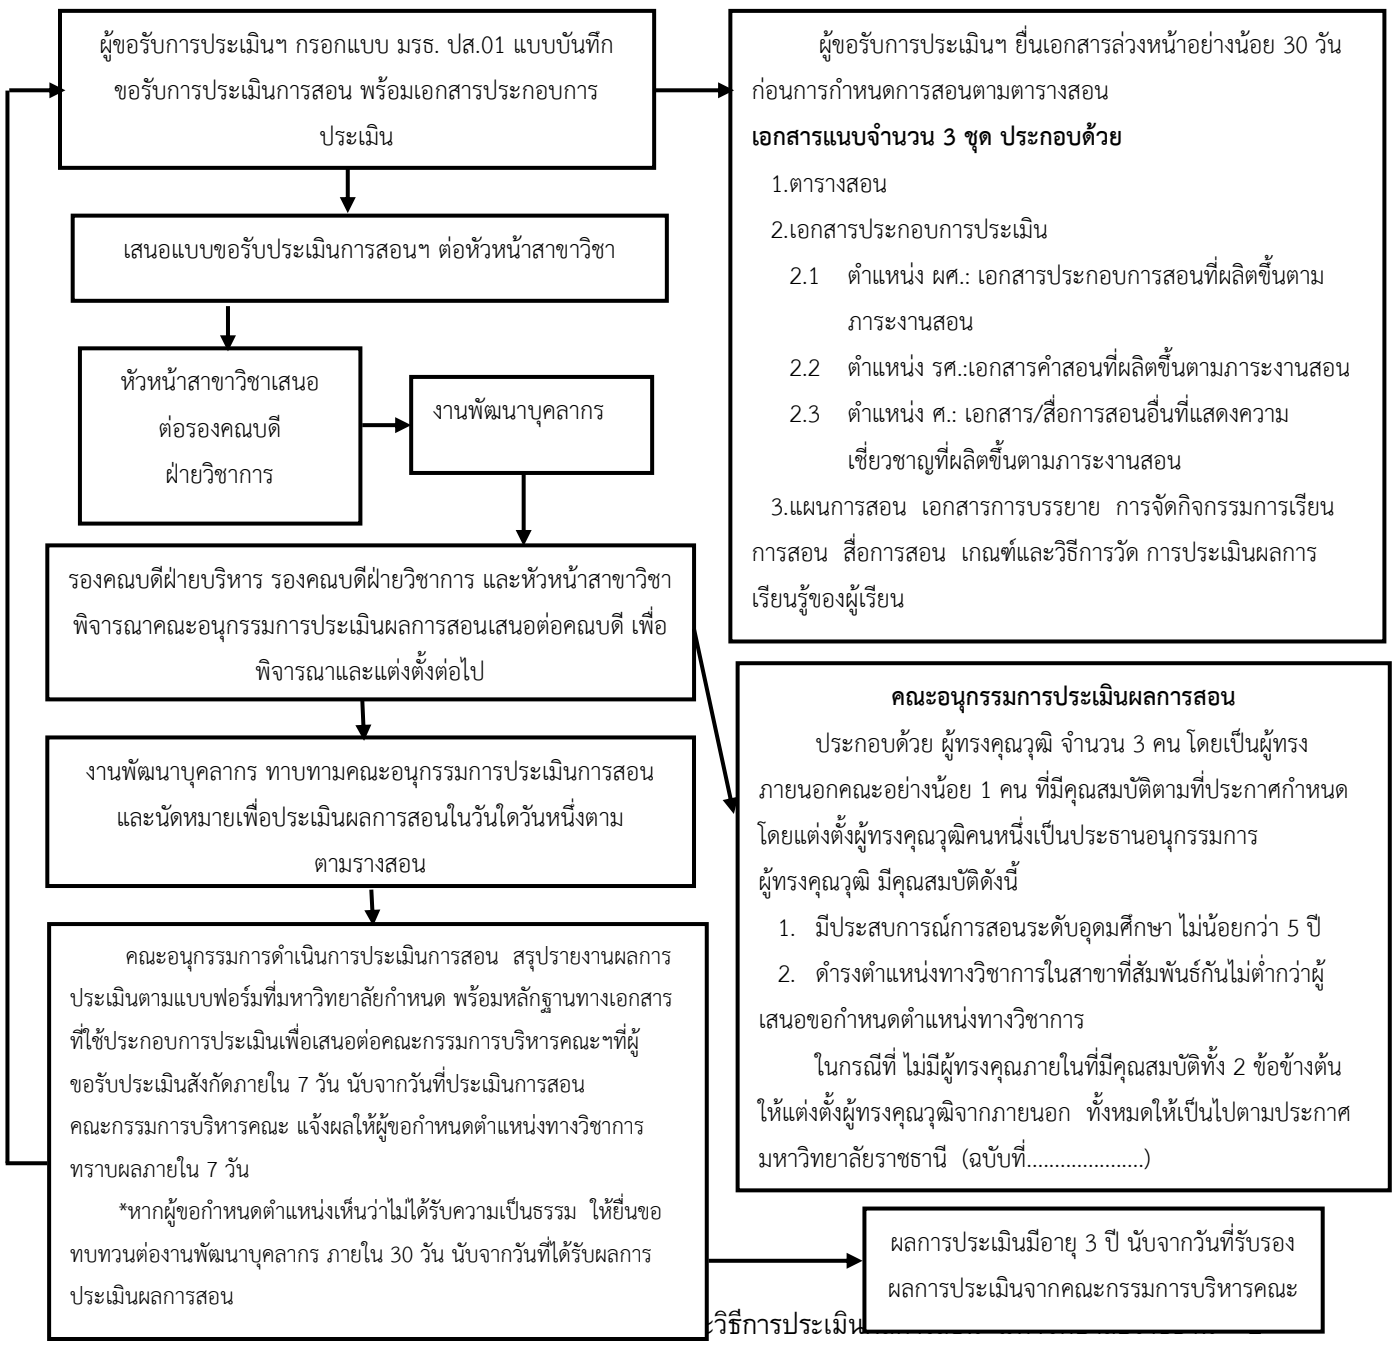 ผู้ขอรับการประเมินฯ กรอกแบบ มรธ. ปส.01 แบบบันทึก
ขอรับการประเมินการสอน พร้อมเอกสารประกอบการ
ประเมิน
เสนอแบบขอรับประเมินการสอนฯ ต่อหัวหน้าสาขาวิชา
หัวหน้าสาขาวิชาเสนอ
ต่อรองคณบดี
ฝ่ายวิชาการ
งานพัฒนาบุคลากร
รองคณบดีฝ่ายบริหาร รองคณบดีฝ่ายวิชาการ และหัวหน้าสาขาวิชา
พิจารณาคณะอนุกรรมการประเมินผลการสอนเสนอต่อคณบดี เพื่อ
พิจารณาและแต่งตั้งต่อไป
งานพัฒนาบุคลากร ทาบทามคณะอนุกรรมการประเมินการสอน
และนัดหมายเพื่อประเมินผลการสอนในวันใดวันหนึ่งตาม
ตามรางสอน
คณะอนุกรรมการดำเนินการประเมินการสอน สรุปรายงานผลการ
ประเมินตามแบบฟอร์มที่มหาวิทยาลัยกำหนด พร้อมหลักฐานทางเอกสาร
ที่ใช้ประกอบการประเมินเพื่อเสนอต่อคณะกรรมการบริหารคณะฯที่ผู้
ขอรับประเมินสังกัดภายใน 7 วัน นับจากวันที่ประเมินการสอน
คณะกรรมการบริหารคณะ แจ้งผลให้ผู้ขอกำหนดตำแหน่งทางวิชาการ
ทราบผลภายใน 7 วัน
*หากผู้ขอกำหนดตำแหน่งเห็นว่าไม่ได้รับความเป็นธรรม ให้ยื่นขอ
ทบทวนต่องานพัฒนาบุคลากร ภายใน 30 วัน นับจากวันที่ได้รับผลการ
ประเมินผลการสอน
ผู้ขอรับการประเมินฯ ยื่นเอกสารล่วงหน้าอย่างน้อย 30 วัน
ก่อนการกำหนดการสอนตามตารางสอน
เอกสารแนบจำนวน 3 ชุด ประกอบด้วย
1.ตารางสอน
2.เอกสารประกอบการประเมิน
2.1 ตำแหน่ง ผศ.: เอกสารประกอบการสอนที่ผลิตขึ้นตาม
ภาระงานสอน
2.2 ตำแหน่ง รศ.:เอกสารคำสอนที่ผลิตขึ้นตามภาระงานสอน
2.3 ตำแหน่ง ศ.: เอกสาร/สื่อการสอนอื่นที่แสดงความ
เชี่ยวชาญที่ผลิตขึ้นตามภาระงานสอน
3.แผนการสอน เอกสารการบรรยาย การจัดกิจกรรมการเรียน
การสอน สื่อการสอน เกณฑ์และวิธีการวัด การประเมินผลการ
เรียนรู้ของผู้เรียน
คณะอนุกรรมการประเมินผลการสอน
ประกอบด้วย ผู้ทรงคุณวุฒิ จำนวน 3 คน โดยเป็นผู้ทรง
ภายนอกคณะอย่างน้อย 1 คน ที่มีคุณสมบัติตามที่ประกาศกำหนด
โดยแต่งตั้งผู้ทรงคุณวุฒิคนหนึ่งเป็นประธานอนุกรรมการ
ผู้ทรงคุณวุฒิ มีคุณสมบัติดังนี้
1. มีประสบการณ์การสอนระดับอุดมศึกษา ไม่น้อยกว่า 5 ปี
2. ดำรงตำแหน่งทางวิชาการในสาขาที่สัมพันธ์กันไม่ต่ำกว่าผู้
เสนอขอกำหนดตำแหน่งทางวิชาการ
ในกรณีที่ ไม่มีผู้ทรงคุณภายในที่มีคุณสมบัติทั้ง 2 ข้อข้างต้น
ให้แต่งตั้งผู้ทรงคุณวุฒิจากภายนอก ทั้งหมดให้เป็นไปตามประกาศ
มหาวิทยาลัยราชธานี (ฉบับที่.....................)
ผลการประเมินมีอายุ 3 ปี นับจากวันที่รับรอง
ผลการประเมินจากคณะกรรมการบริหารคณะ
วิธีการประเมิน